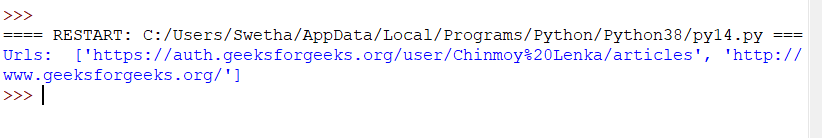 >>>
==== RESTART: C:/Users/Swetha/AppData/Local/Programs/Python/Python38/py14.py ===
Urls:  ['https://auth.geeksforgeeks.org/user/Chinmoy%20Lenka/articles', 'http://
www.geeksforgeeks.org/']
>>>